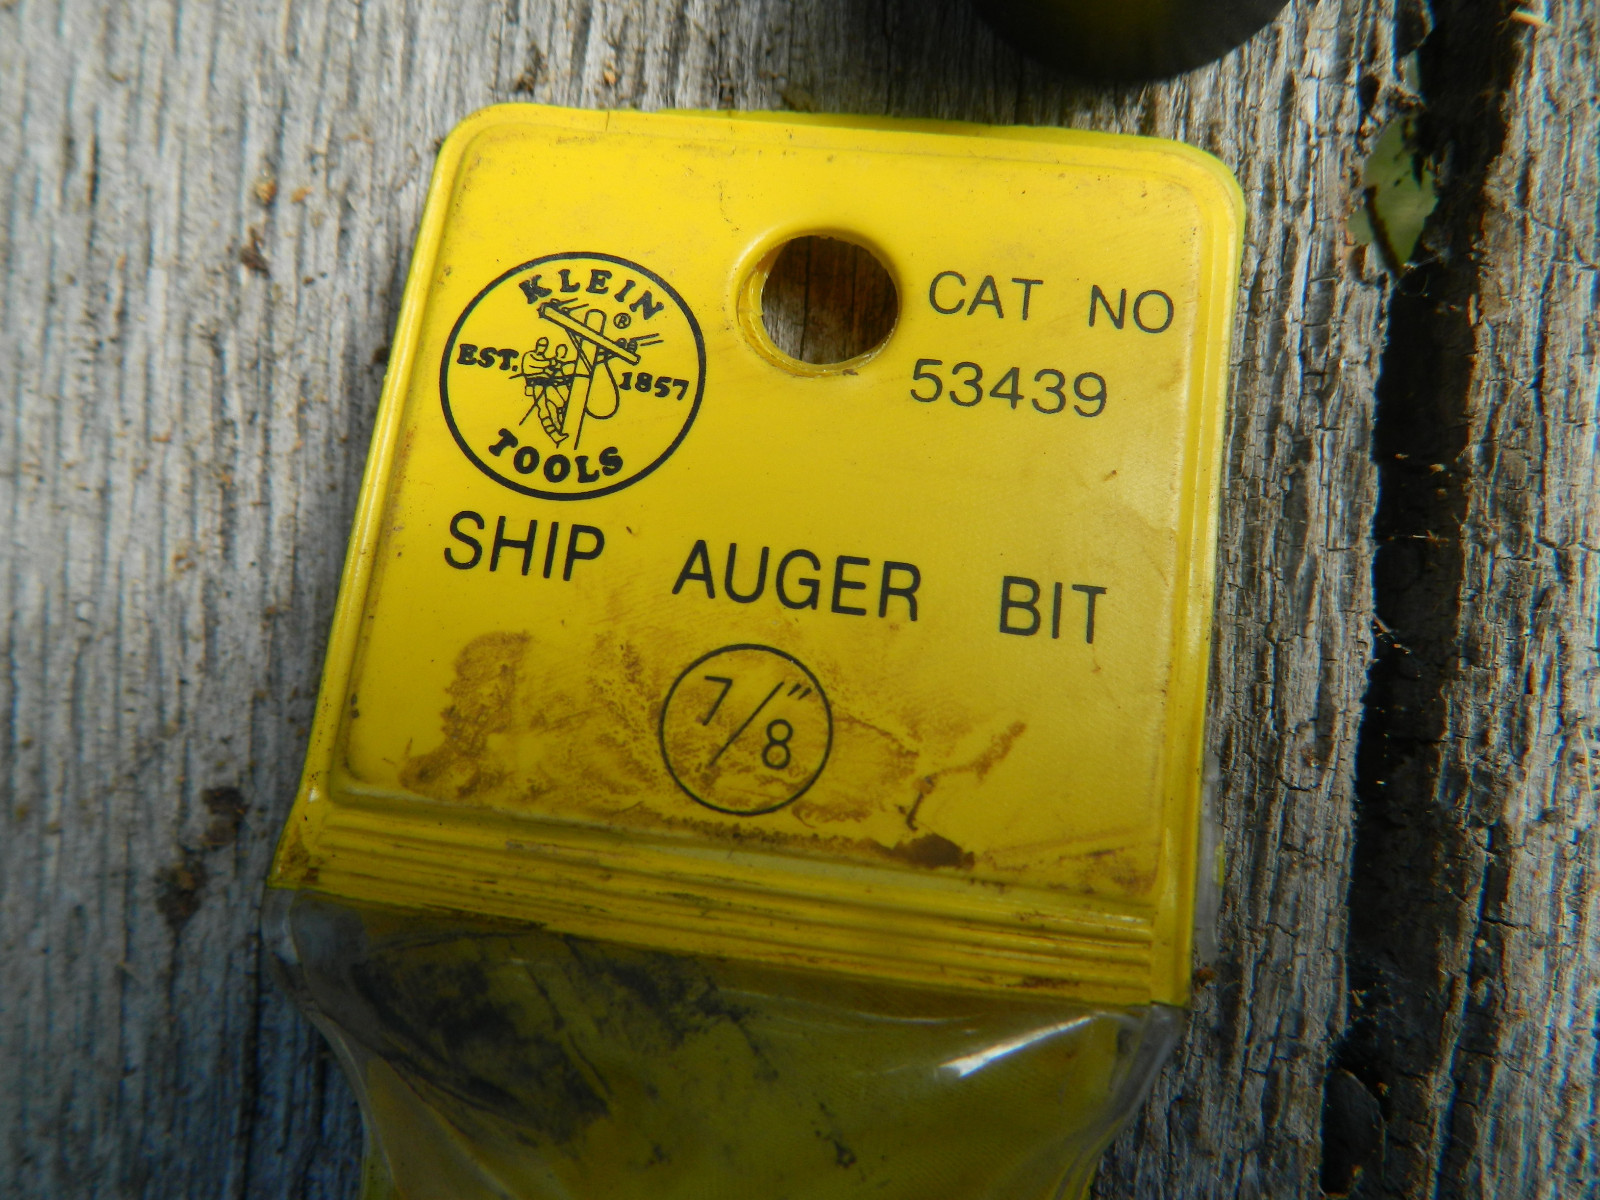 KLEIN
®
EST. 1857
TOOLS
CAT NO
53439
SHIP AUGER BIT
7/8"